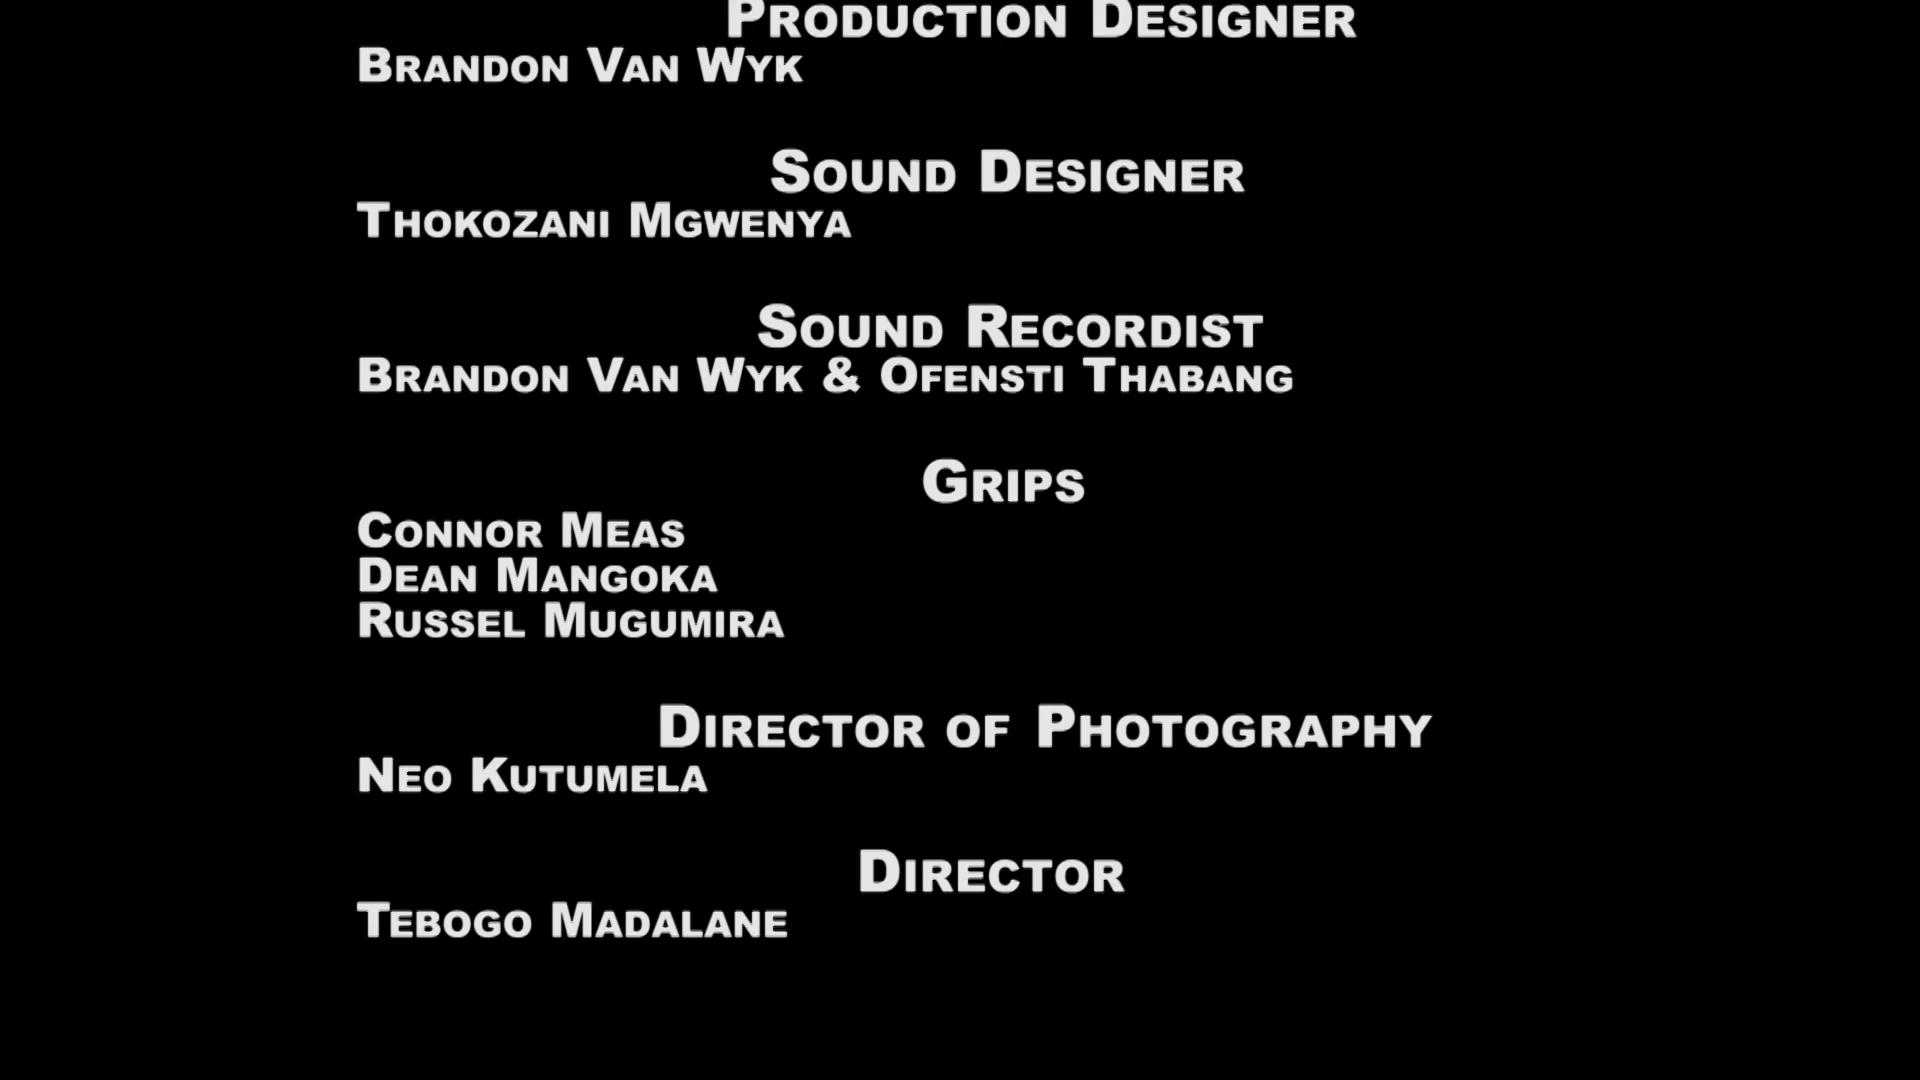 Production Designer
Brandon Van Wyk
Sound Designer
Thokozani Mgwenya
Sound Recordist
Brandon Van Wyk & Ofensti Thabang
Grips
Connor Meas
Dean Mangoka
Russel Mugumira
Director of Photography
Neo Kutumela
Director
Tebogo Madalane